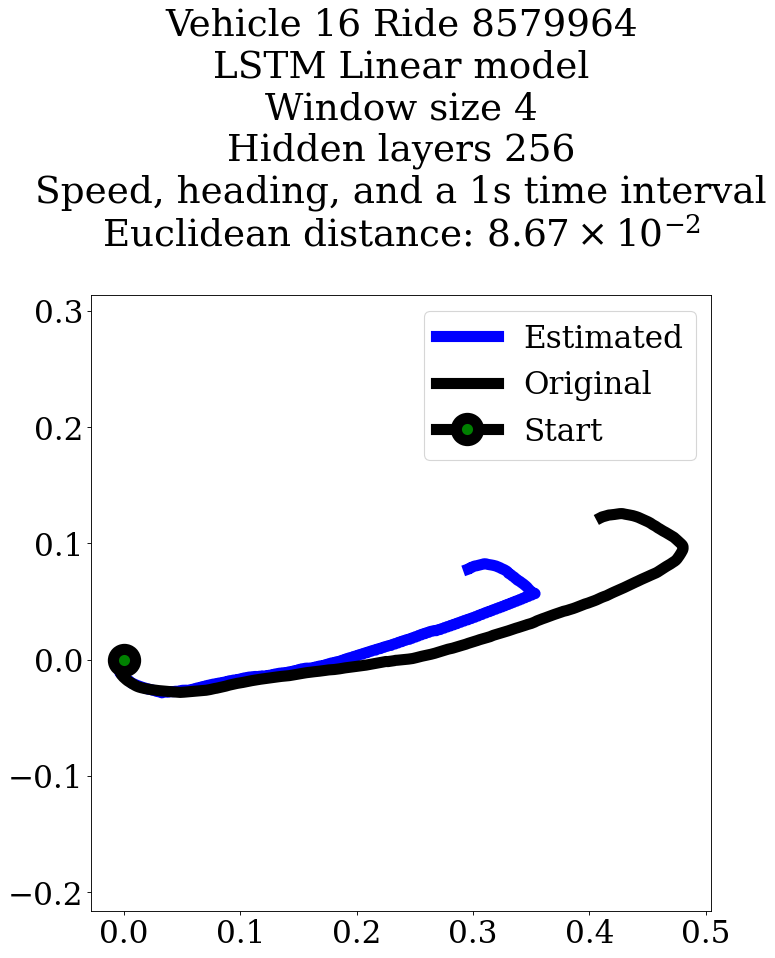 Vehicle 16 Ride 8579964
LSTM Linear model
Window size 4
Hidden layers 256
Speed, heading, and a 1s time interval
Euclidean distance: 8.67 × 10⁻²
0.3
0.2
0.1
0.0
−0.1
−0.2
Estimated
Original
Start
0.0 0.1 0.2 0.3 0.4 0.5